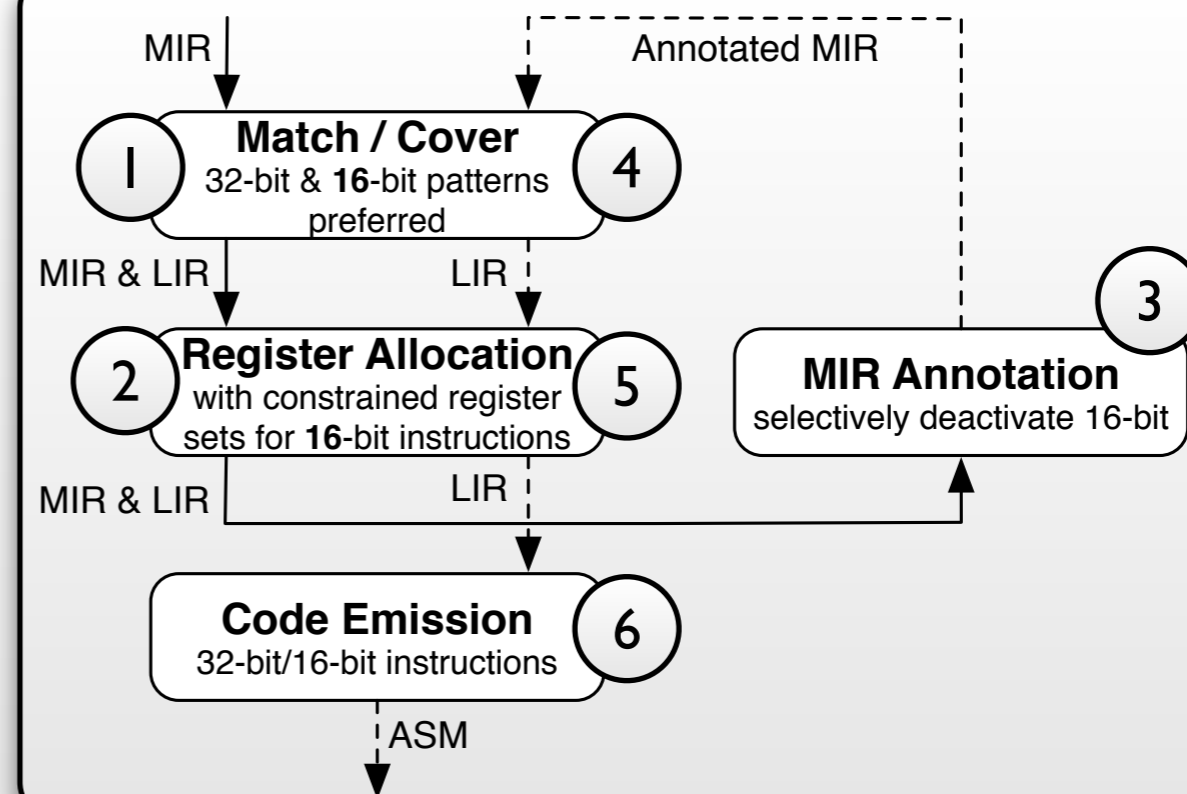 MIR
Annotated MIR
1
Match / Cover
32-bit & 16-bit patterns
preferred
4
MIR & LIR
LIR
3
2
Register Allocation
with constrained register
sets for 16-bit instructions
5
MIR Annotation
selectively deactivate 16-bit
MIR & LIR
LIR
Code Emission
32-bit/16-bit instructions
6
ASM